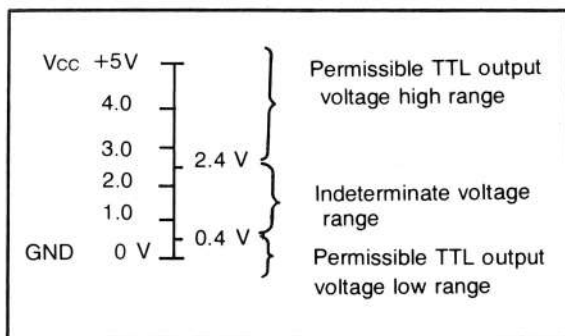 Vcc +5V
4.0
3.0
2.4 V
2.0
1.0
0.4 V
GND 0 V
Permissible TTL output
voltage high range
Indeterminate voltage
range
Permissible TTL output
voltage low range